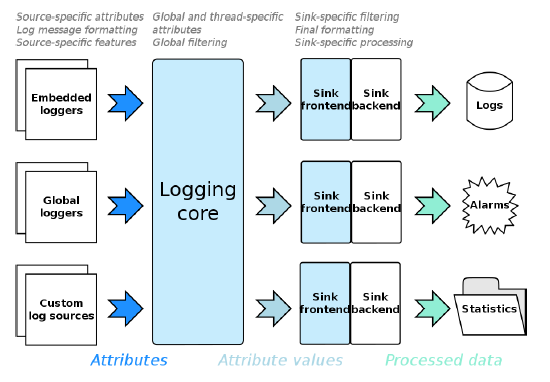 Source-specific attributes
Log message formatting
Source-specific features
Global and thread-specific
attributes
Global filtering
Sink-specific filtering
Final formatting
Sink-specific processing
Embedded
loggers
Global
loggers
Custom
log sources
Logging
core
Sink
frontend
Sink
backend
Logs
Sink
frontend
Sink
backend
Alarms
Sink
frontend
Sink
backend
Statistics
Attributes
Attribute values
Processed data